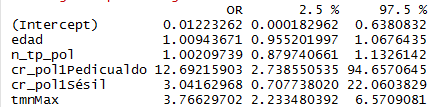 OR 2.5 % 97.5 %
(Intercept) 0.01223262 0.000182962 0.6380832
edad 1.00943671 0.955201997 1.0676435
n_tp_pol 1.00209739 0.879740661 1.1326142
cr_pol1Pedicualdo 12.69215903 2.738550535 94.6570645
cr_pol1Sésil 3.04162968 0.707738020 22.0603829
tmnMax 3.76629702 2.233480392 6.5709081